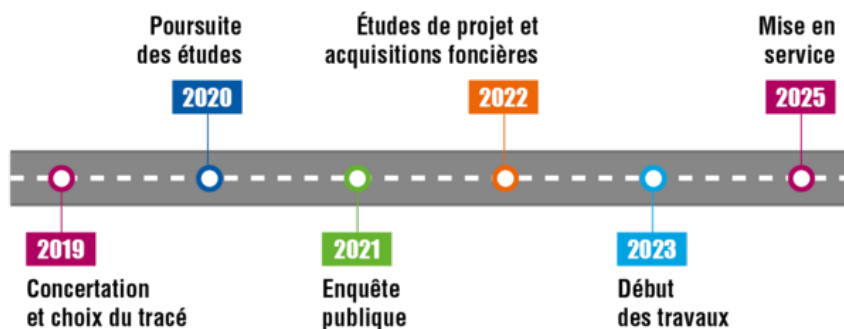 Poursuite
des études
2020
Études de projet et
acquisitions foncières
2022
Mise en
service
2025
2019
Concertation
et choix du tracé
2021
Enquête
publique
2023
Début
des travaux